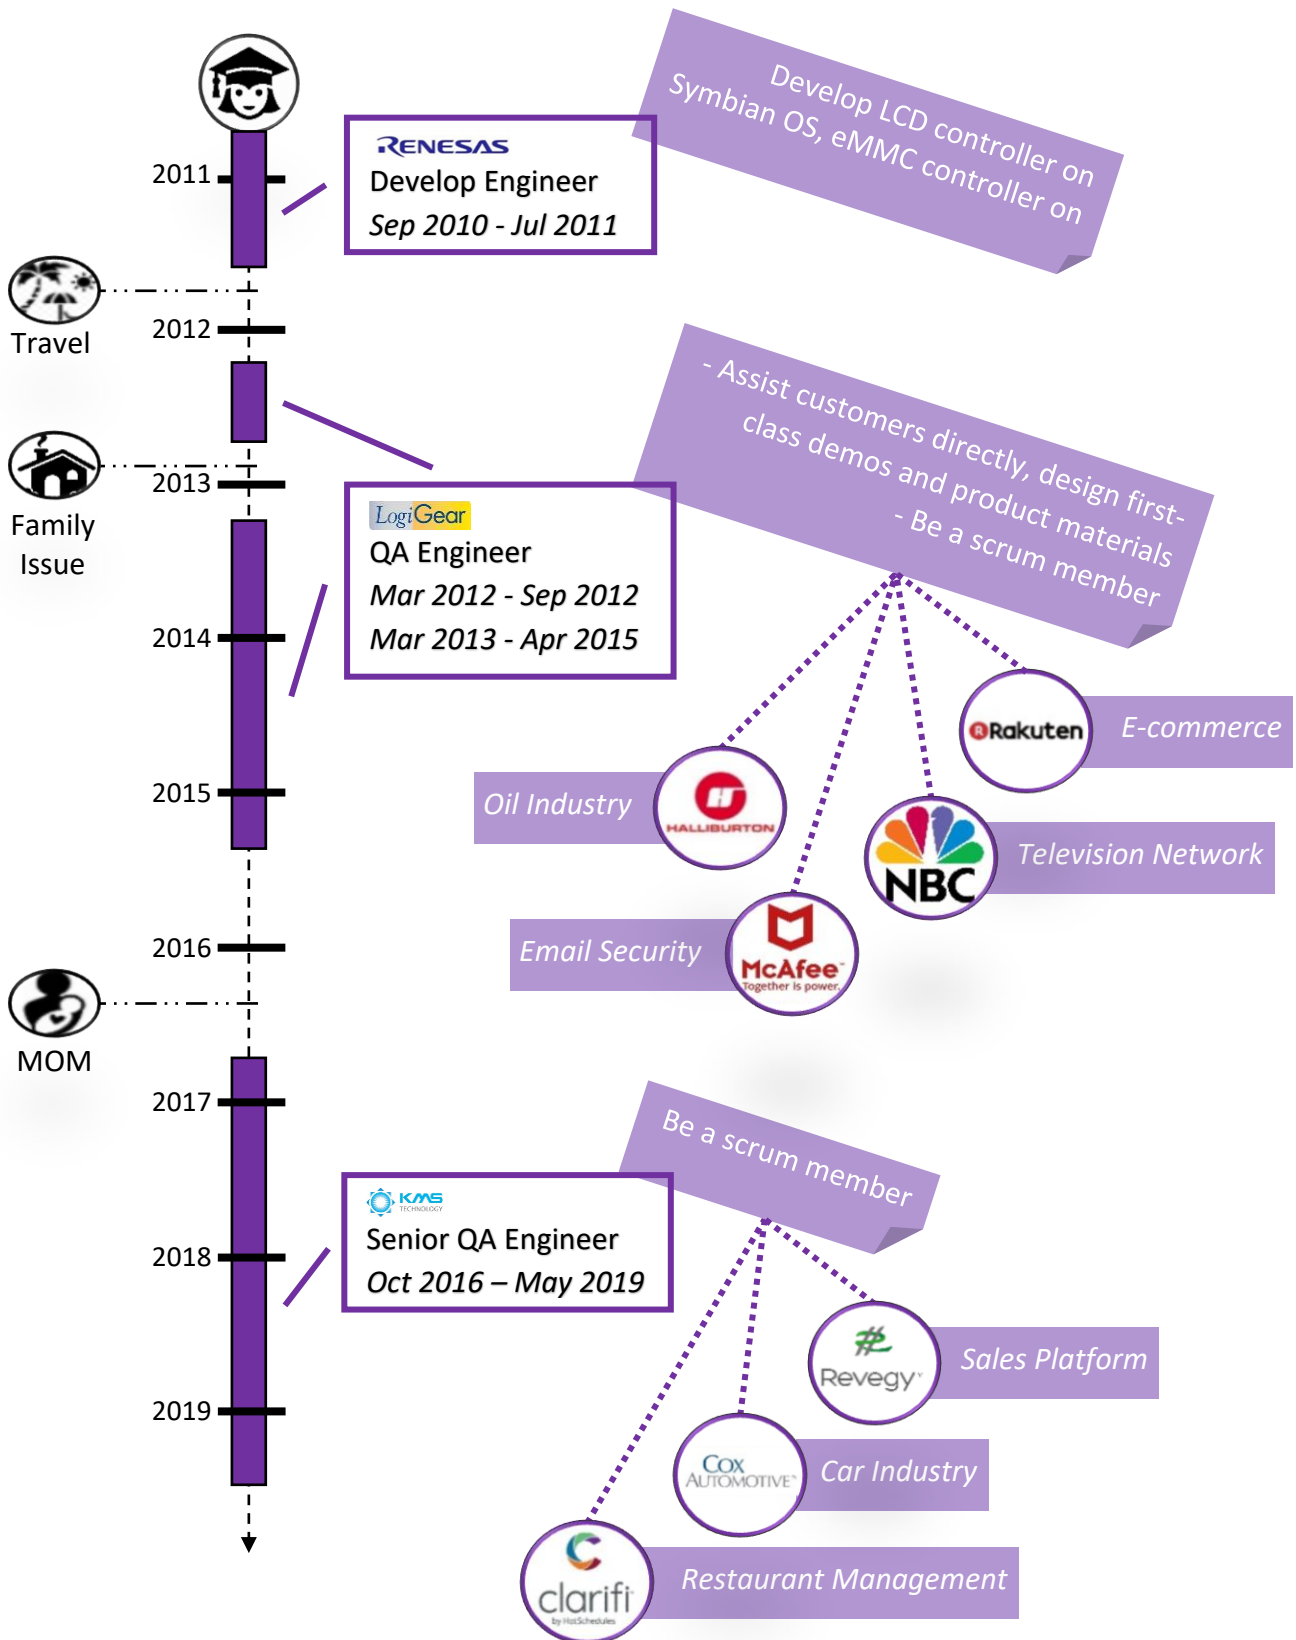 2011
RENESAS
Develop Engineer
Sep 2010 - Jul 2011
Develop LCD controller on
Symbian OS, eMMC controller on
Travel
2012
- Assist customers directly, design first-
class demos and product materials
- Be a scrum member
Family
Issue
2013
LogiGear
QA Engineer
Mar 2012 - Sep 2012
Mar 2013 - Apr 2015
2014
Rakuten
E-commerce
2015
Oil Industry
HALLIBURTON
NBC
Television Network
2016
Email Security
McAfee™
Together is power.
MOM
2017
Be a scrum member
KMS
TECHNOLOGY
Senior QA Engineer
Oct 2016 – May 2019
2018
Revegy
Sales Platform
2019
COX
AUTOMOTIVE
Car Industry
clarifi
by HotSchedules
Restaurant Management